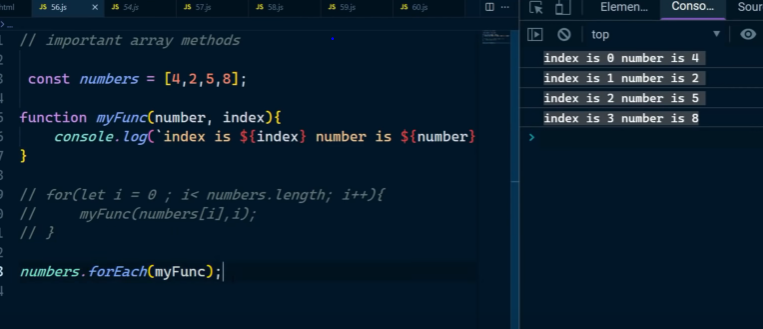 html JS 56.js × JS 54.js JS 57.js JS 58.js JS 59.js JS 60.js ...
Elemen... Conso... Sour
> ...
top
// important array methods
const numbers = [4,2,5,8];
function myFunc(number, index){
console.log(`index is ${index} number is ${number}
}
// for(let i = 0 ; i< numbers.length; i++){
//     myFunc(numbers[i],i);
// }
numbers.forEach(myFunc);
index is 0 number is 4
index is 1 number is 2
index is 2 number is 5
index is 3 number is 8
>